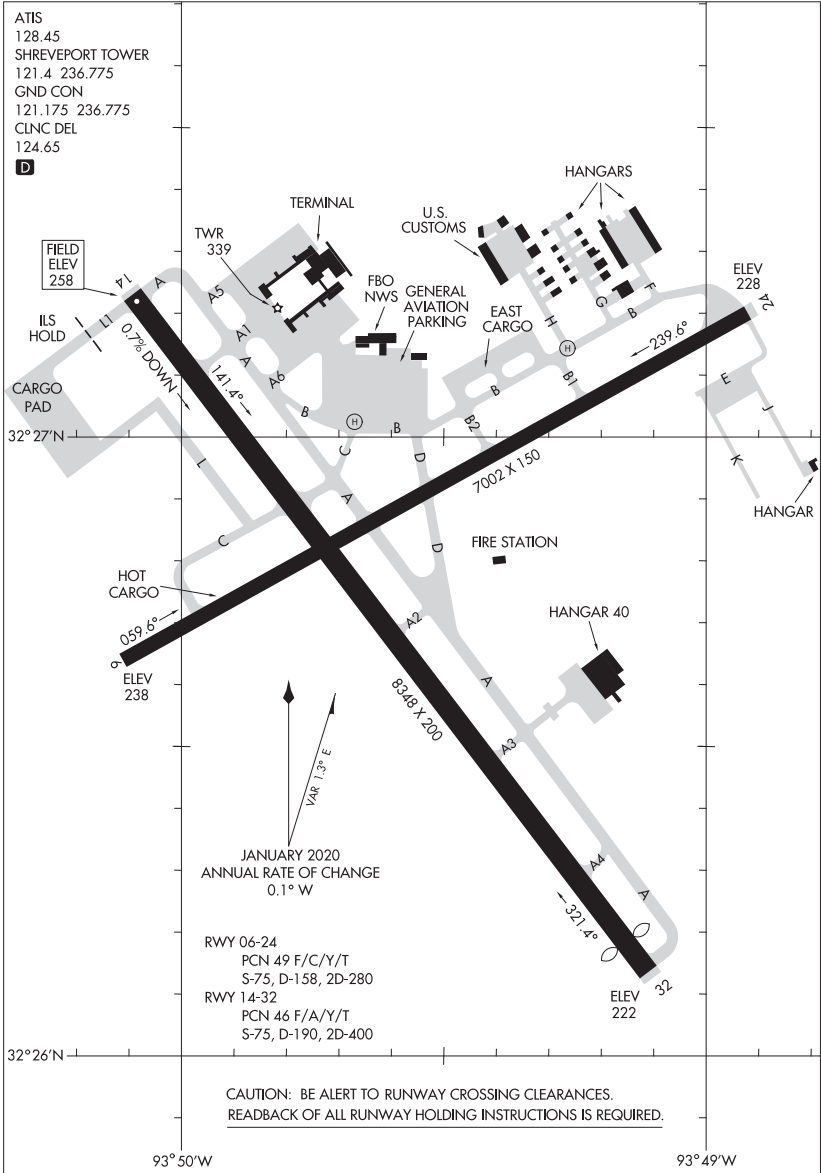 ATIS
128.45
SHREVEPORT TOWER
121.4 236.775
GND CON
121.175 236.775
CLNC DEL
124.65
D
HANGARS
TERMINAL
U.S.
CUSTOMS
TWR
339
FIELD
ELEV
258
14
A
A5
FBO
NWS
GENERAL
AVIATION
PARKING
EAST
CARGO
H
G
B
F
ELEV
228
24
ILS
HOLD
L1
0.7% DOWN
A1
A
A6
141.4°
H
239.6°
CARGO
PAD
B
H
B
B
B2
B1
E
J
K
32°27'N
L
C
D
7002 X 150
HANGAR
A
C
D
FIRE STATION
HOT
CARGO
059.6°
6
ELEV
238
A2
HANGAR 40
A
8348 X 200
A3
VAR 1.3° E
JANUARY 2020
ANNUAL RATE OF CHANGE
0.1° W
A4
A
321.4°
32
ELEV
222
RWY 06-24
PCN 49 F/C/Y/T
S-75, D-158, 2D-280
RWY 14-32
PCN 46 F/A/Y/T
S-75, D-190, 2D-400
32°26'N
CAUTION: BE ALERT TO RUNWAY CROSSING CLEARANCES.
READBACK OF ALL RUNWAY HOLDING INSTRUCTIONS IS REQUIRED.
93°50'W
93°49'W